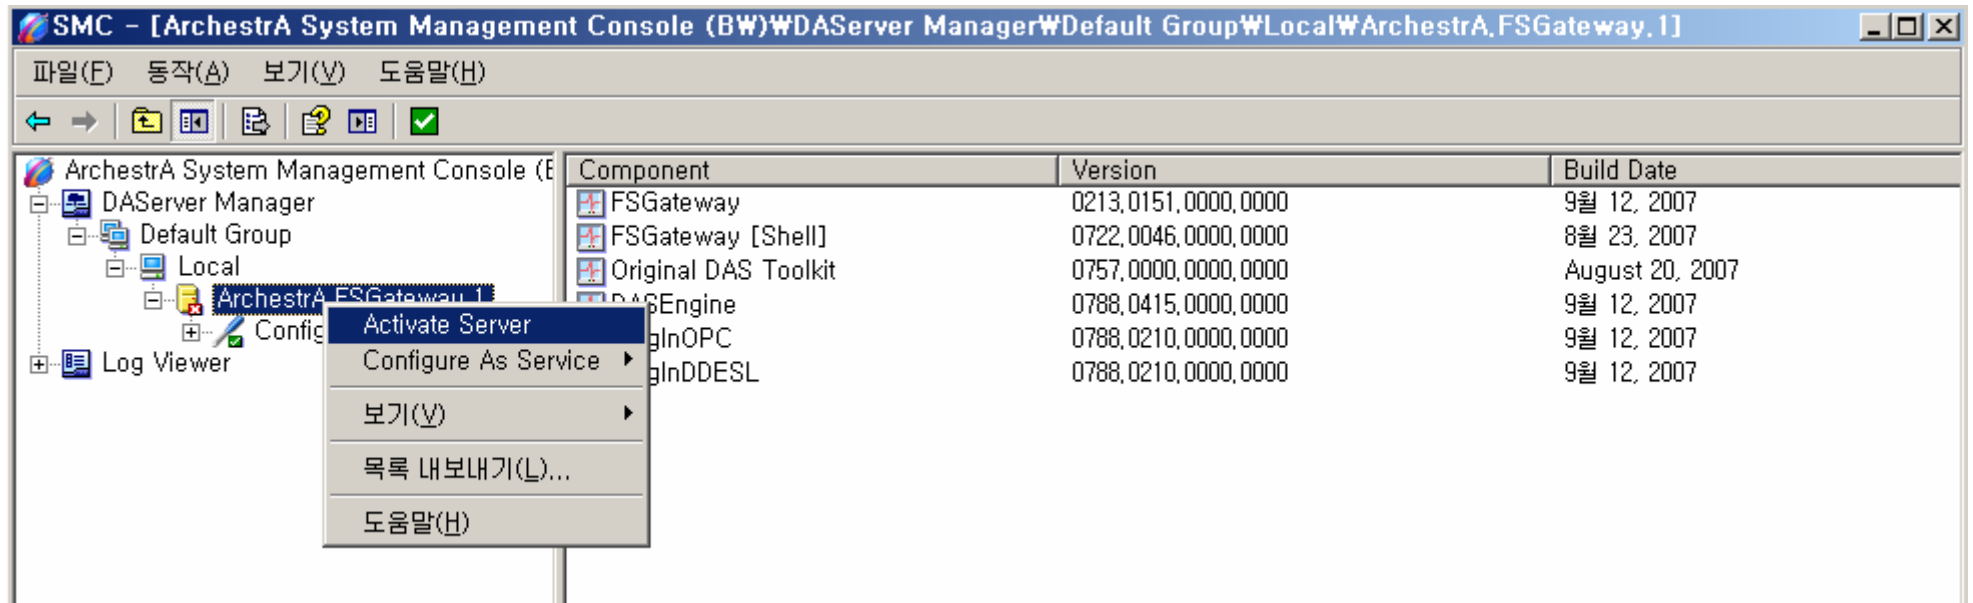 SMC - [ArchestrA System Management Console (B₩)₩DAServer Manager₩Default Group₩Local₩ArchestrA.FSGateway.1]
파일(F) 동작(A) 보기(V) 도움말(H)
ArchestrA System Management Console (B
DAServer Manager
Default Group
Local
ArchestrA.FSGateway.1
Config
Log Viewer
Activate Server
Configure As Service
보기(V)
목록 내보내기(L)...
도움말(H)
Component Version Build Date
FSGateway 0213.0151.0000.0000 9월 12, 2007
FSGateway [Shell] 0722.0046.0000.0000 8월 23, 2007
Original DAS Toolkit 0757.0000.0000.0000 August 20, 2007
DASEngine 0788.0415.0000.0000 9월 12, 2007
gInOPC 0788.0210.0000.0000 9월 12, 2007
gInDDESL 0788.0210.0000.0000 9월 12, 2007